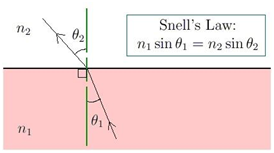 n₂
θ₂
Snell's Law:
n₁ sin θ₁ = n₂ sin θ₂
n₁
θ₁